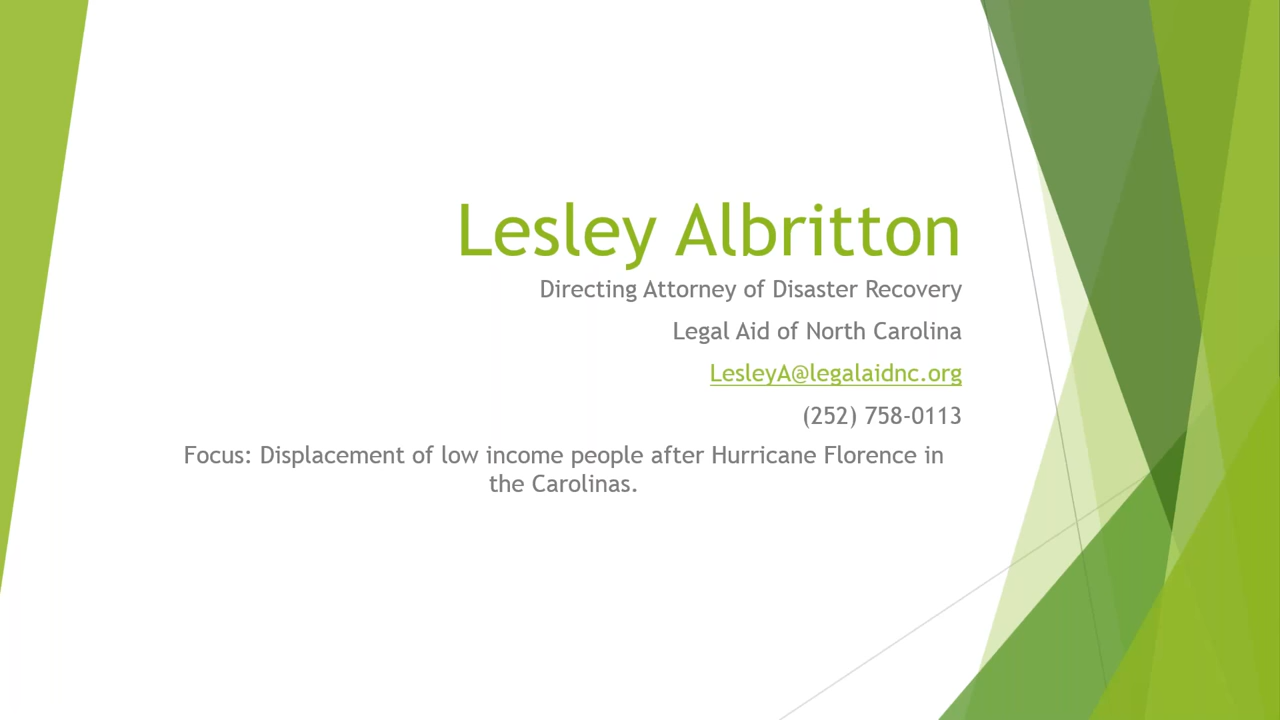 Lesley Albritton
Directing Attorney of Disaster Recovery
Legal Aid of North Carolina
LesleyA@legalaidnc.org
(252) 758-0113
Focus: Displacement of low income people after Hurricane Florence in
the Carolinas.